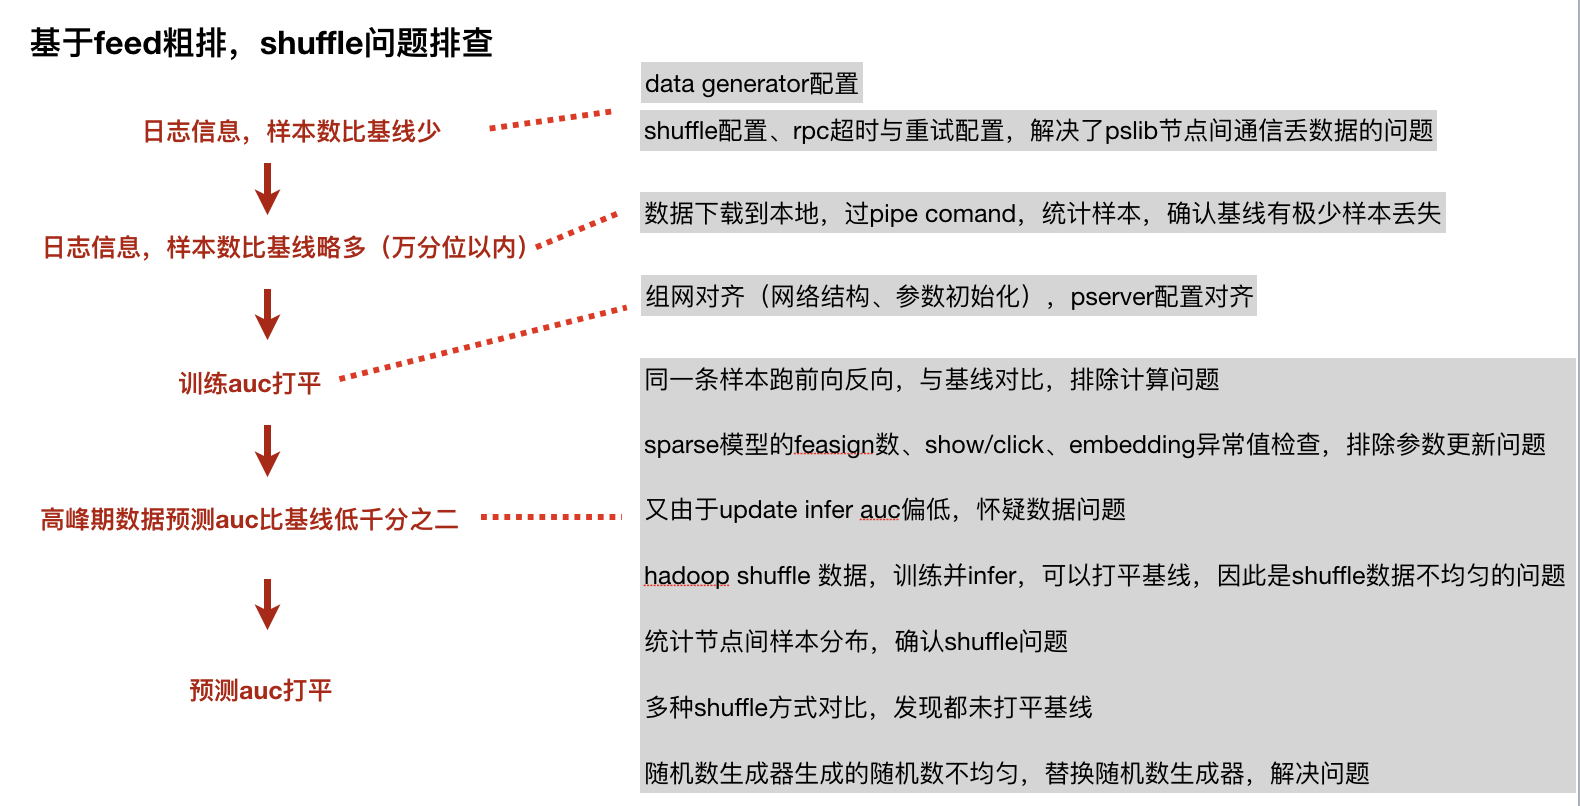 基于feed粗排，shuffle问题排查
data generator配置
日志信息，样本数比基线少
shuffle配置、rpc超时与重试配置，解决了pslib节点间通信丢数据的问题
数据下载到本地，过pipe comand，统计样本，确认基线有极少样本丢失
日志信息，样本数比基线略多（万分位以内）
组网对齐（网络结构、参数初始化），pserver配置对齐
训练auc打平
同一条样本跑前向反向，与基线对比，排除计算问题
sparse模型的feasign数、show/click、embedding异常值检查，排除参数更新问题
又由于update infer auc偏低，怀疑数据问题
高峰期数据预测auc比基线低千分之二
hadoop shuffle 数据，训练并infer，可以打平基线，因此是shuffle数据不均匀的问题
统计节点间样本分布，确认shuffle问题
预测auc打平
多种shuffle方式对比，发现都未打平基线
随机数生成器生成的随机数不均匀，替换随机数生成器，解决问题